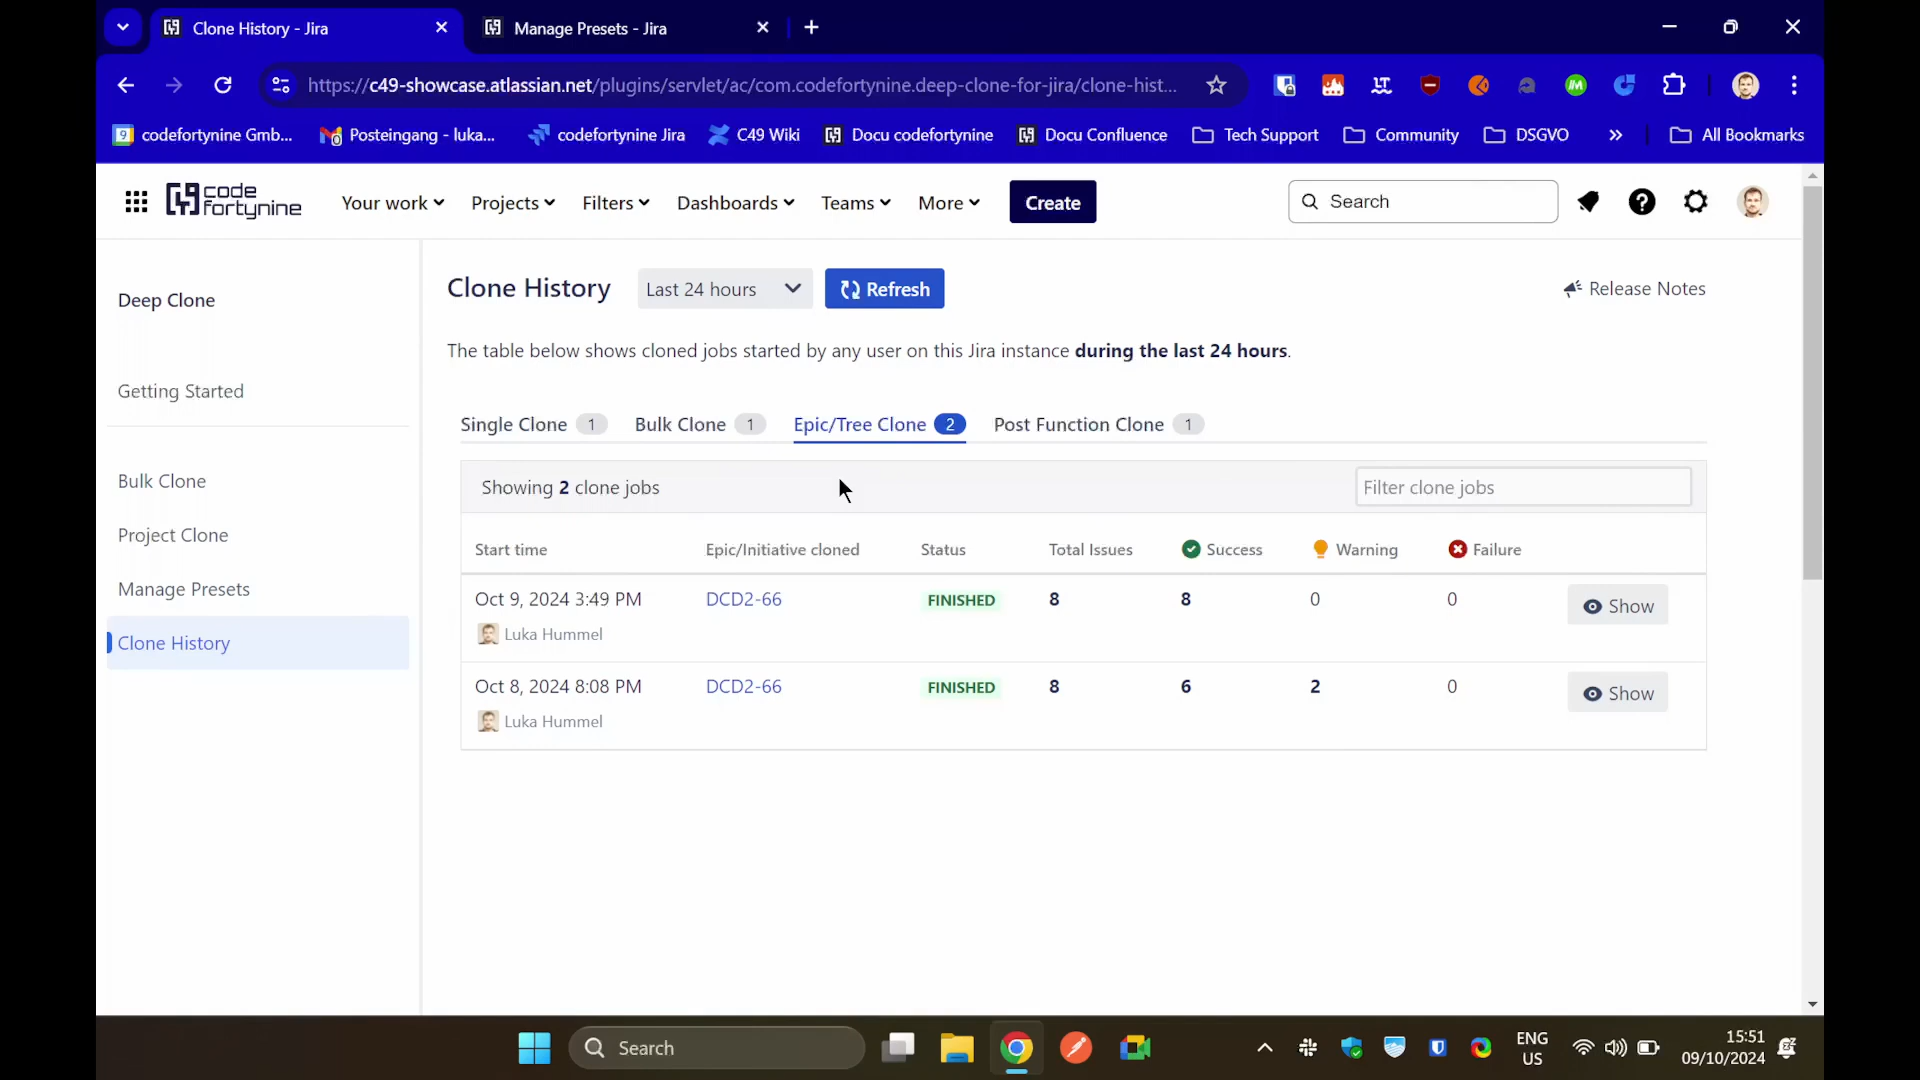 Clone History - Jira
Manage Presets - Jira
https://c49-showcase.atlassian.net/plugins/servlet/ac/com.codefortynine.deep-clone-for-jira/clone-hist...
codefortynine Gmb...
Posteingang - luka...
codefortynine Jira
C49 Wiki
Docu codefortynine
Docu Confluence
Tech Support
Community
DSGVO
All Bookmarks
code
fortynine
Your work
Projects
Filters
Dashboards
Teams
More
Create
Search
Deep Clone
Getting Started
Bulk Clone
Project Clone
Manage Presets
Clone History
Clone History
Last 24 hours
Refresh
Release Notes
The table below shows cloned jobs started by any user on this Jira instance during the last 24 hours.
Single Clone 1
Bulk Clone 1
Epic/Tree Clone 2
Post Function Clone 1
Showing 2 clone jobs
Filter clone jobs
Start time Epic/Initiative cloned Status Total Issues Success Warning Failure
Oct 9, 2024 3:49 PM DCD2-66 FINISHED 8 8 0 0 Show
Luka Hummel
Oct 8, 2024 8:08 PM DCD2-66 FINISHED 8 6 2 0 Show
Luka Hummel
Search
ENG
US
15:51
09/10/2024